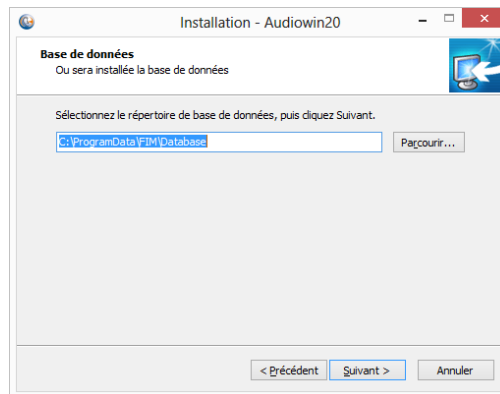 Installation - Audiowin20
Base de données
Ou sera installée la base de données
Sélectionnez le répertoire de base de données, puis cliquez Suivant.
C:\ProgramData\FIM\Database
Parcourir...
< Précédent
Suivant >
Annuler